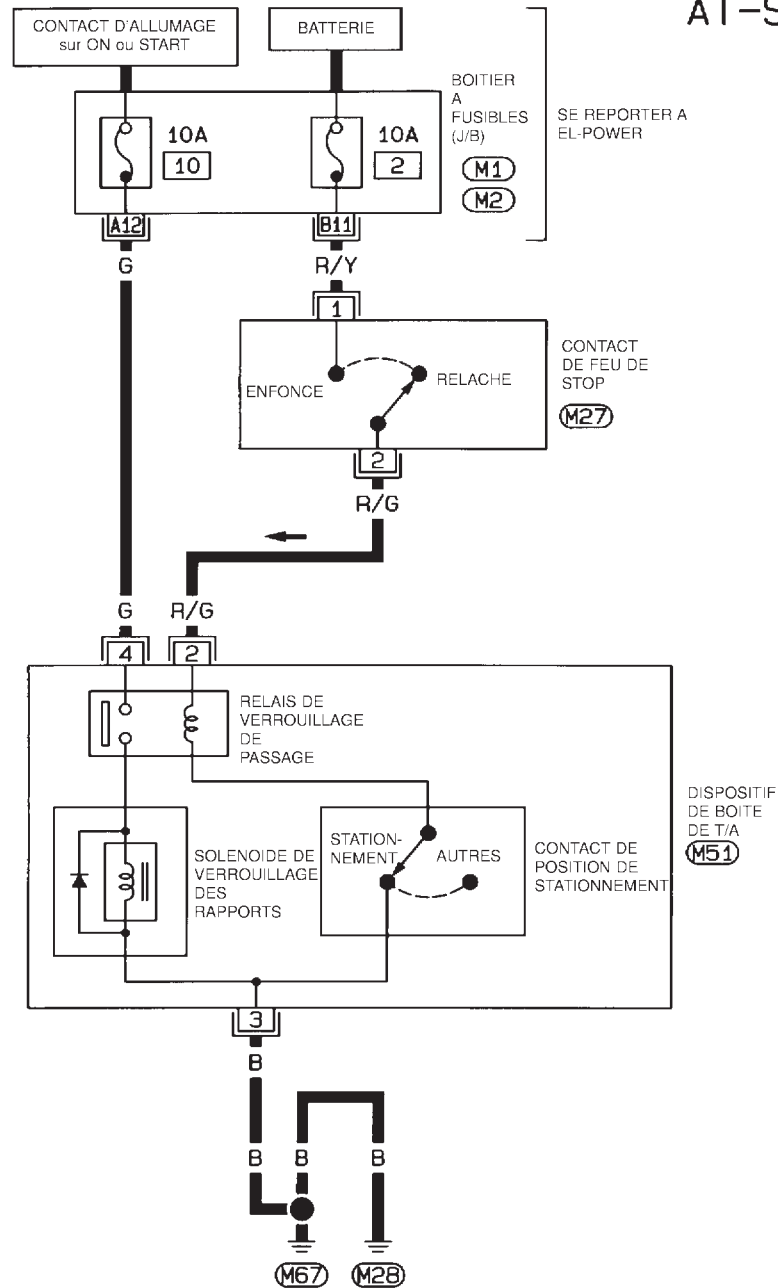 AT-S
CONTACT D'ALLUMAGE
sur ON ou START
BATTERIE
10A
10
10A
2
BOITIER
A
FUSIBLES
(J/B)
M1
M2
SE REPORTER A
EL-POWER
A12
B11
G
R/Y
1
ENFONCE
RELACHE
CONTACT
DE FEU DE
STOP
M27
2
R/G
G
R/G
4
2
RELAIS DE
VERROUILLAGE
DE
PASSAGE
SOLENOIDE DE
VERROUILLAGE
DES
RAPPORTS
STATION-
NEMENT
AUTRES
CONTACT DE
POSITION DE
STATIONNEMENT
DISPOSITIF
DE BOITE
DE T/A
M51
3
B
B
B
B
M67
M28